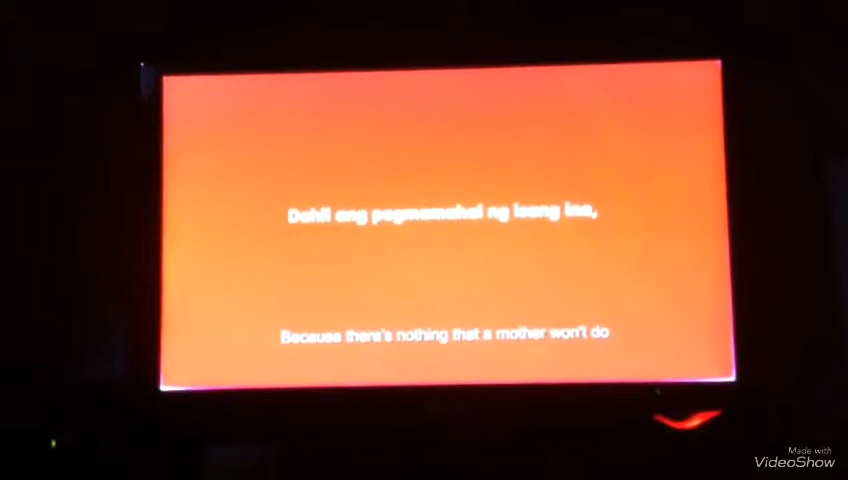 Dahil ang pagmamahal ng isang ina,
Because there's nothing that a mother won't do
Made with
VideoShow